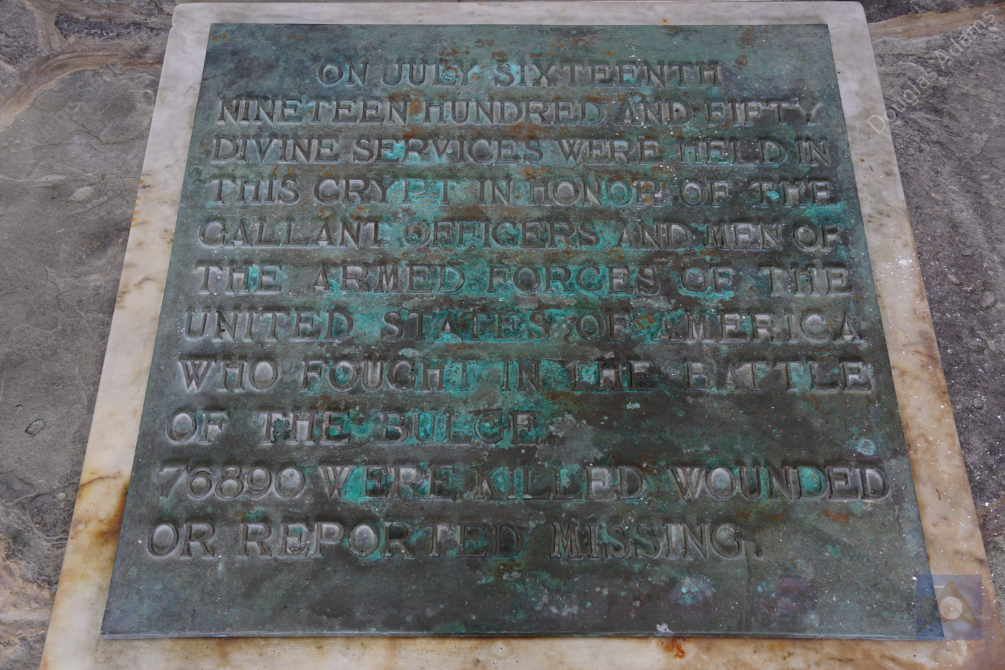 ON JULY SIXTEENTH
NINETEEN HUNDRED AND FIFTY
DIVINE SERVICES WERE HELD IN
THIS CRYPT IN HONOR OF THE
GALLANT OFFICERS AND MEN OF
THE ARMED FORCES OF THE
UNITED STATES OF AMERICA
WHO FOUGHT IN THE BATTLE
OF THE BULGE.
76890 WERE KILLED WOUNDED
OR REPORTED MISSING.
Douglas Adams